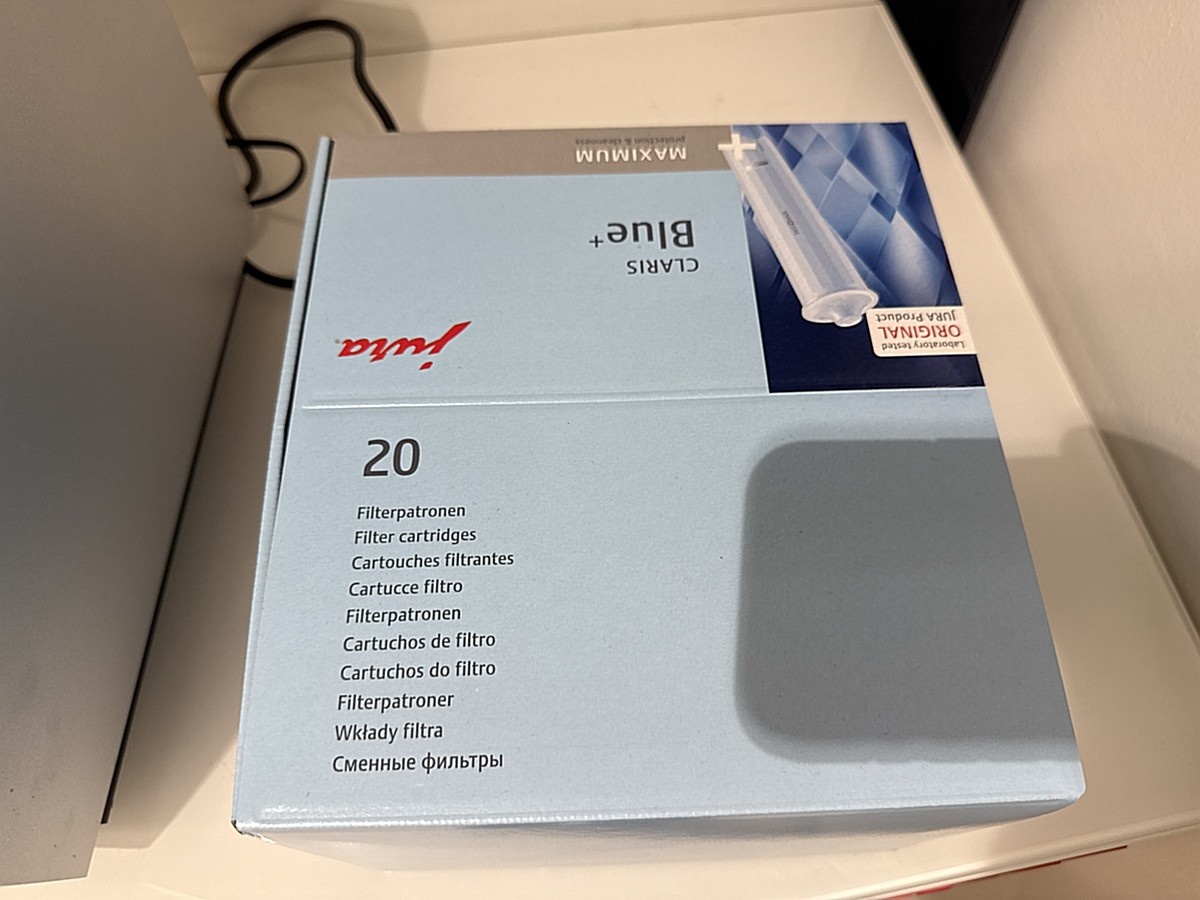 MAXIMUM
protection & cleanness
CLARIS
Blue+
jura
Laboratory tested
ORIGINAL
JURA Product
20
Filterpatronen
Filter cartridges
Cartouches filtrantes
Cartucce filtro
Filterpatronen
Cartuchos de filtro
Cartuchos do filtro
Filterpatroner
Wkłady filtra
Сменные фильтры